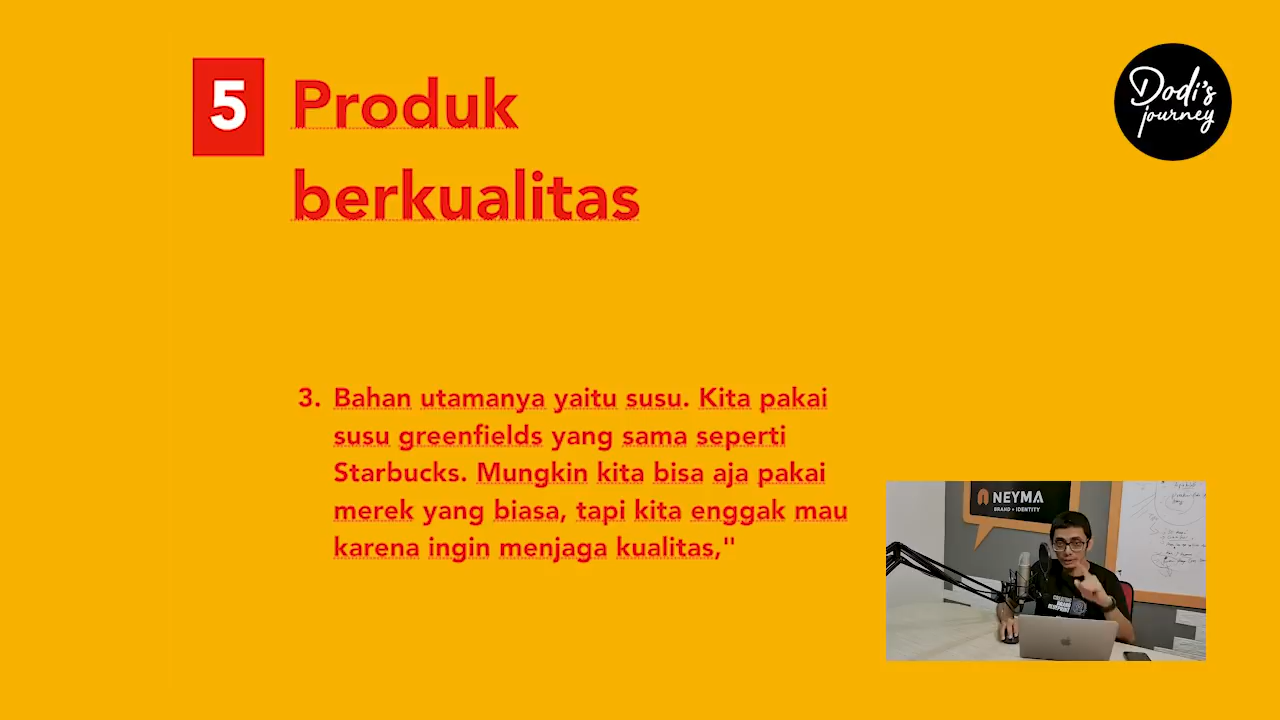 5 Produk
berkualitas
Dodi's
journey
3. Bahan utamanya yaitu susu. Kita pakai
susu greenfields yang sama seperti
Starbucks. Mungkin kita bisa aja pakai
merek yang biasa, tapi kita enggak mau
karena ingin menjaga kualitas,"
NEYMA
BRAND + IDENTITY